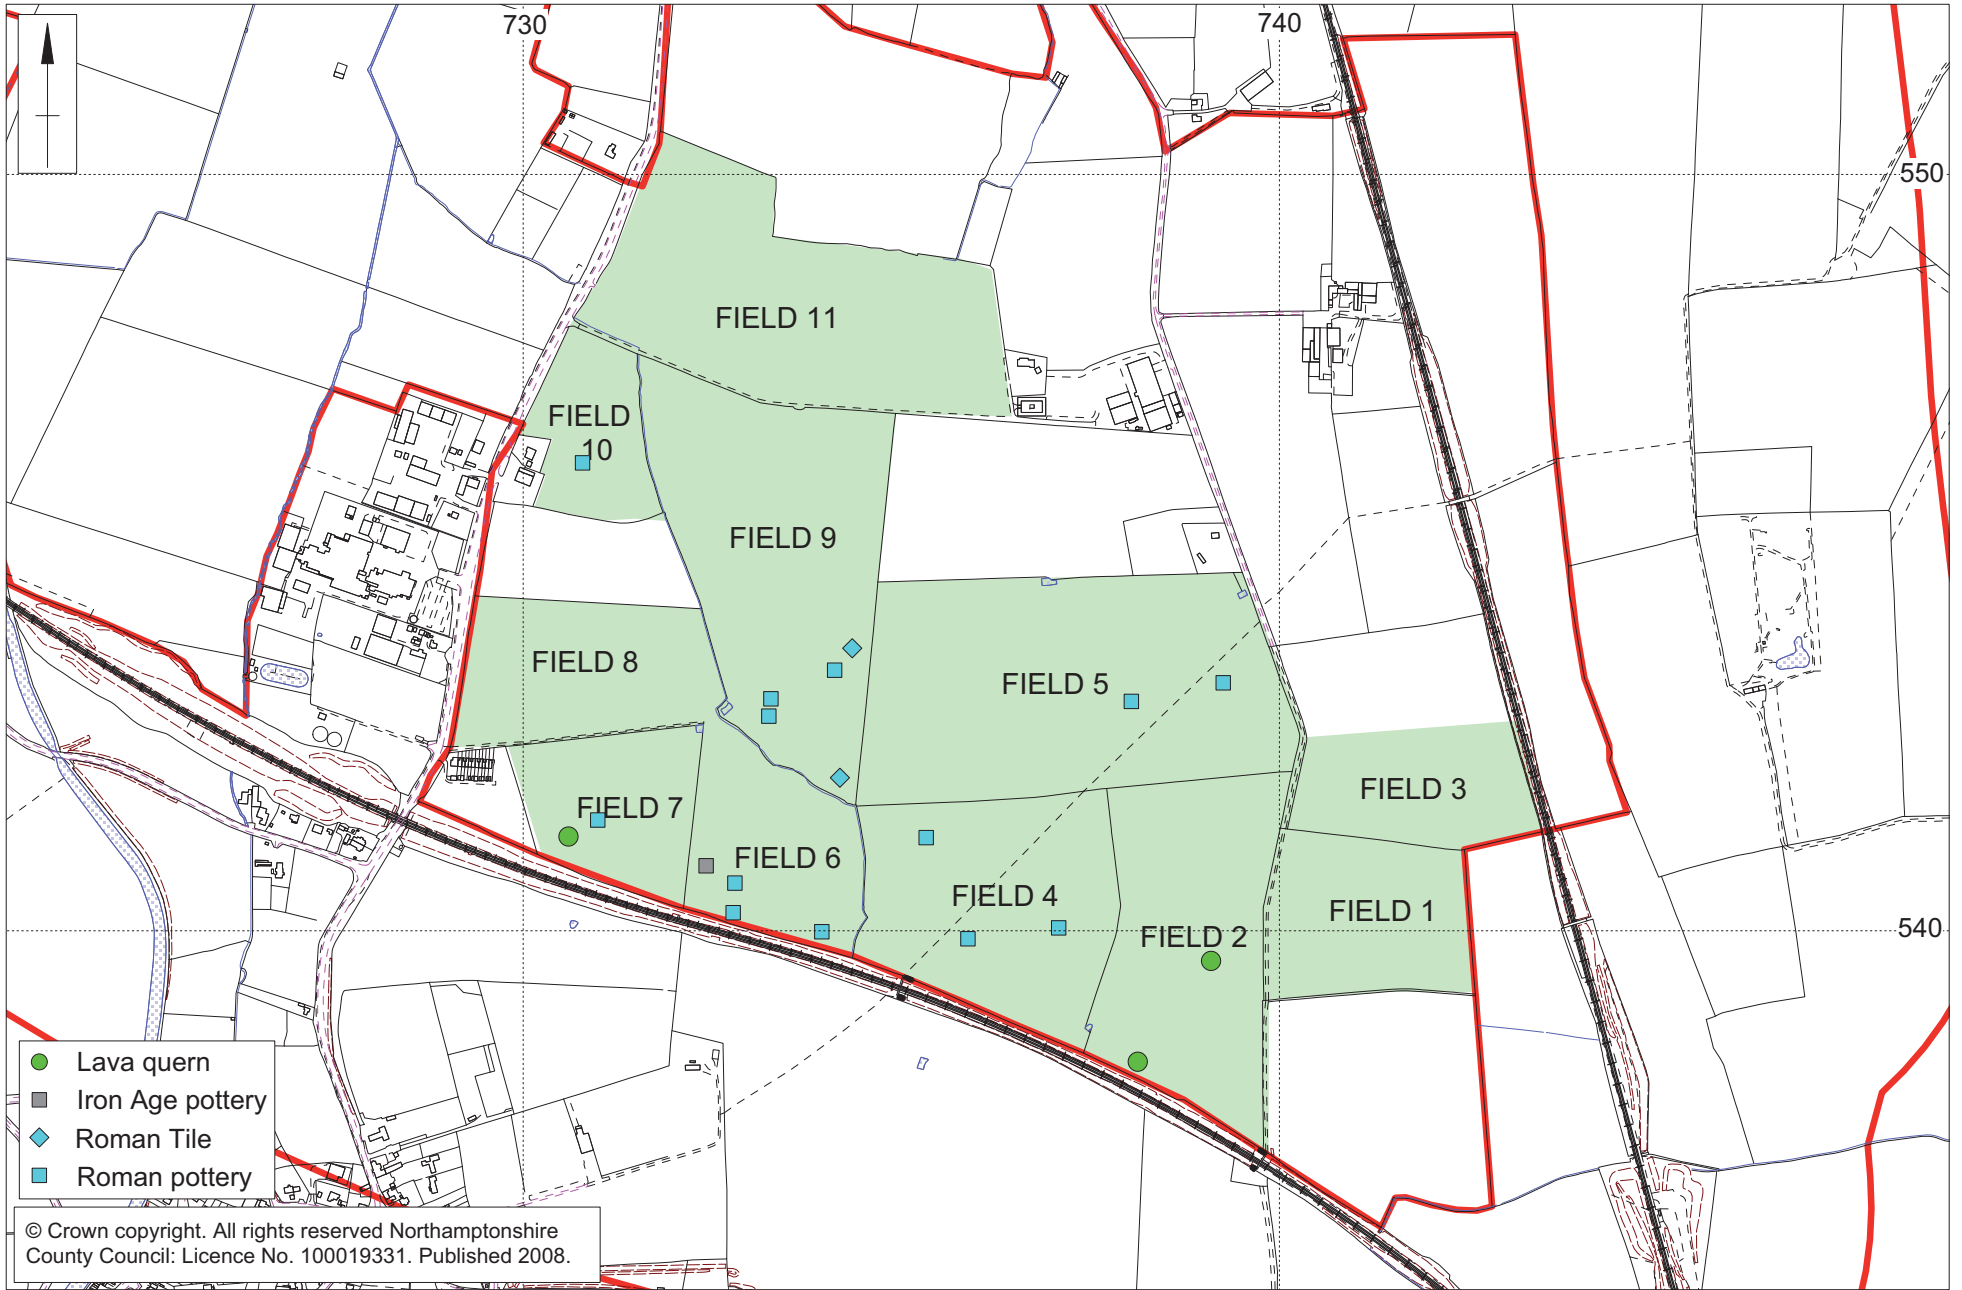 730
740
550
FIELD 11
FIELD
10
FIELD 9
FIELD 8
FIELD 5
FIELD 3
FIELD 7
FIELD 6
FIELD 4
FIELD 1
FIELD 2
540
Lava quern
Iron Age pottery
Roman Tile
Roman pottery
© Crown copyright. All rights reserved Northamptonshire
County Council: Licence No. 100019331. Published 2008.